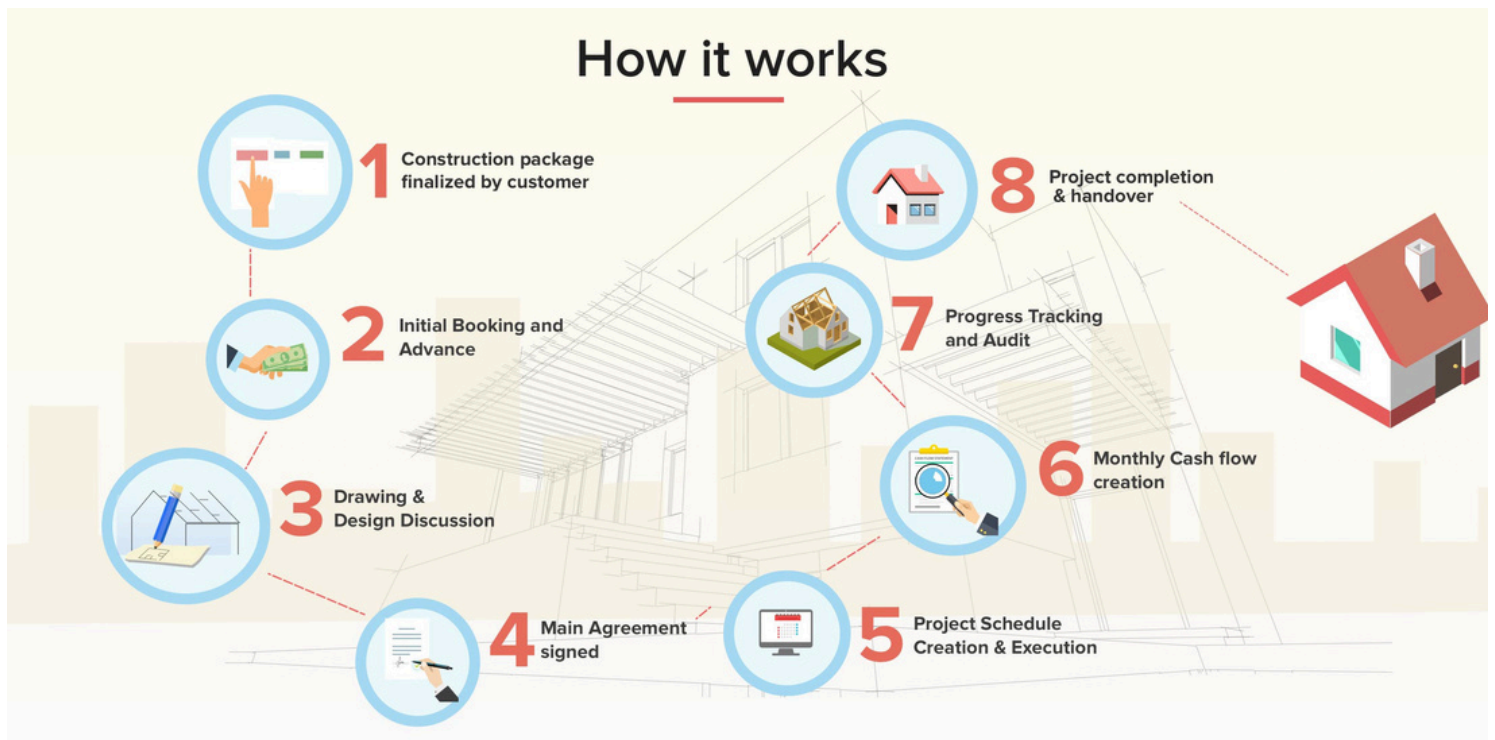 How it works
1
Construction package
finalized by customer
2
Initial Booking and
Advance
3
Drawing &
Design Discussion
4
Main Agreement
signed
5
Project Schedule
Creation & Execution
6
Monthly Cash flow
creation
7
Progress Tracking
and Audit
8
Project completion
& handover